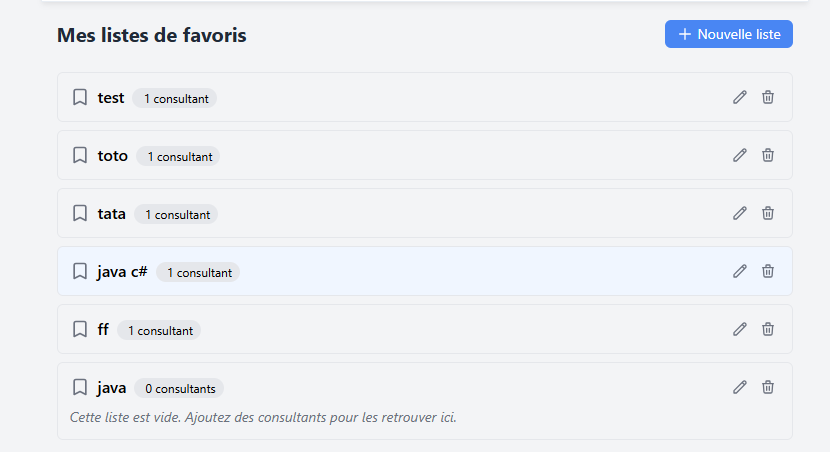 Mes listes de favoris
Nouvelle liste
test 1 consultant
toto 1 consultant
tata 1 consultant
java c# 1 consultant
ff 1 consultant
java 0 consultants
Cette liste est vide. Ajoutez des consultants pour les retrouver ici.